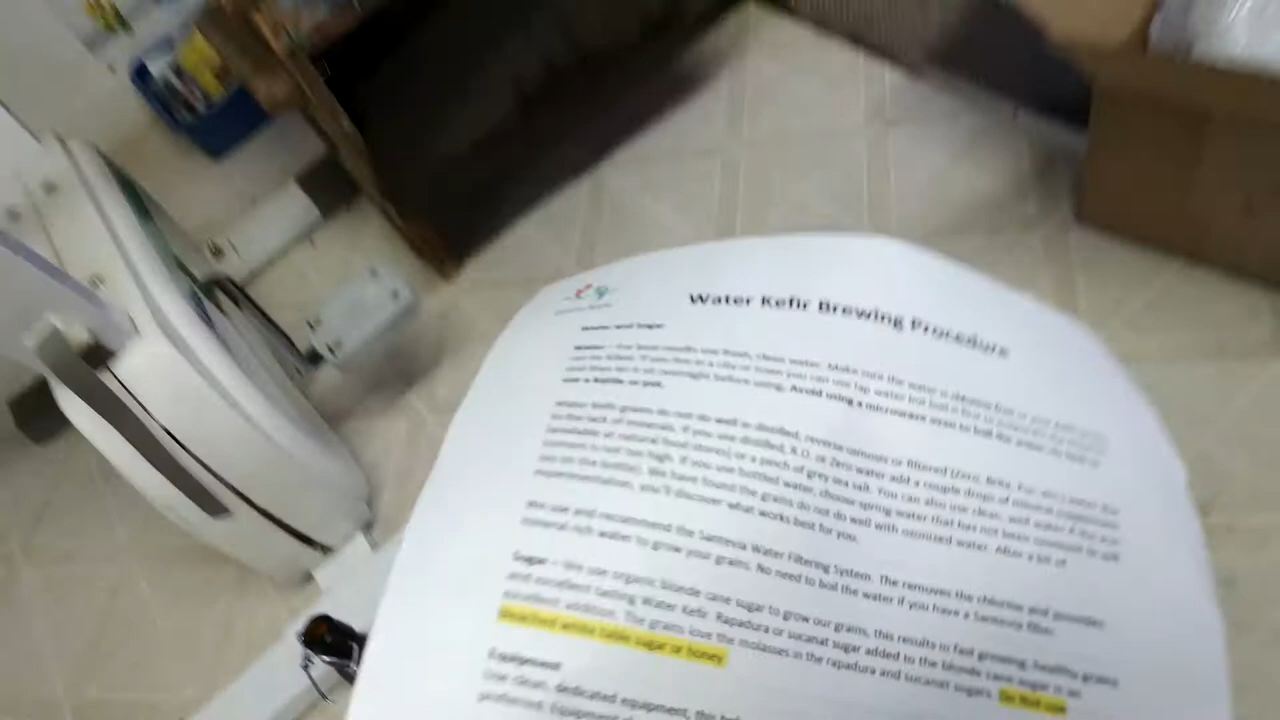 Water Kefir Brewing Procedure
Water and Sugar
Water – For best results use fresh, clean water. Make sure the water is chlorine free
can use tap water but boil it first
and then let it sit overnight before using. Avoid using a microwave oven to boil the water.
use a kettle or pot.
Water kefir grains do not do well in distilled, reverse osmosis or filtered (Zero, Brita,
to the lack of minerals. If you use distilled, R.O. or Zero water add a couple drops of mineral
(available at natural food stores) or a pinch of grey sea salt. You can also use clean, well water if the
content is not too high. If you use bottled water, choose spring water that has not been ozonized
on the bottle). We have found the grains do not do well with ozonized water. After a lot of
experimentation, you'll discover what works best for you.
We use and recommend the Santevia Water Filtering System. The removes the chlorine and provides
mineral rich water to grow your grains. No need to boil the water if you have a Santevia filter.
Sugar – We use organic blonde cane sugar to grow our grains, this results in fast growing, healthy grains
and excellent tasting Water Kefir. Rapadura or sucanat sugar added to the blonde cane sugar is an
excellent addition. The grains love the molasses in the rapadura and sucanat sugars. Do Not use
bleached white table sugar or honey
Equipment
Use clean, dedicated equipment,
preferred. Equipment